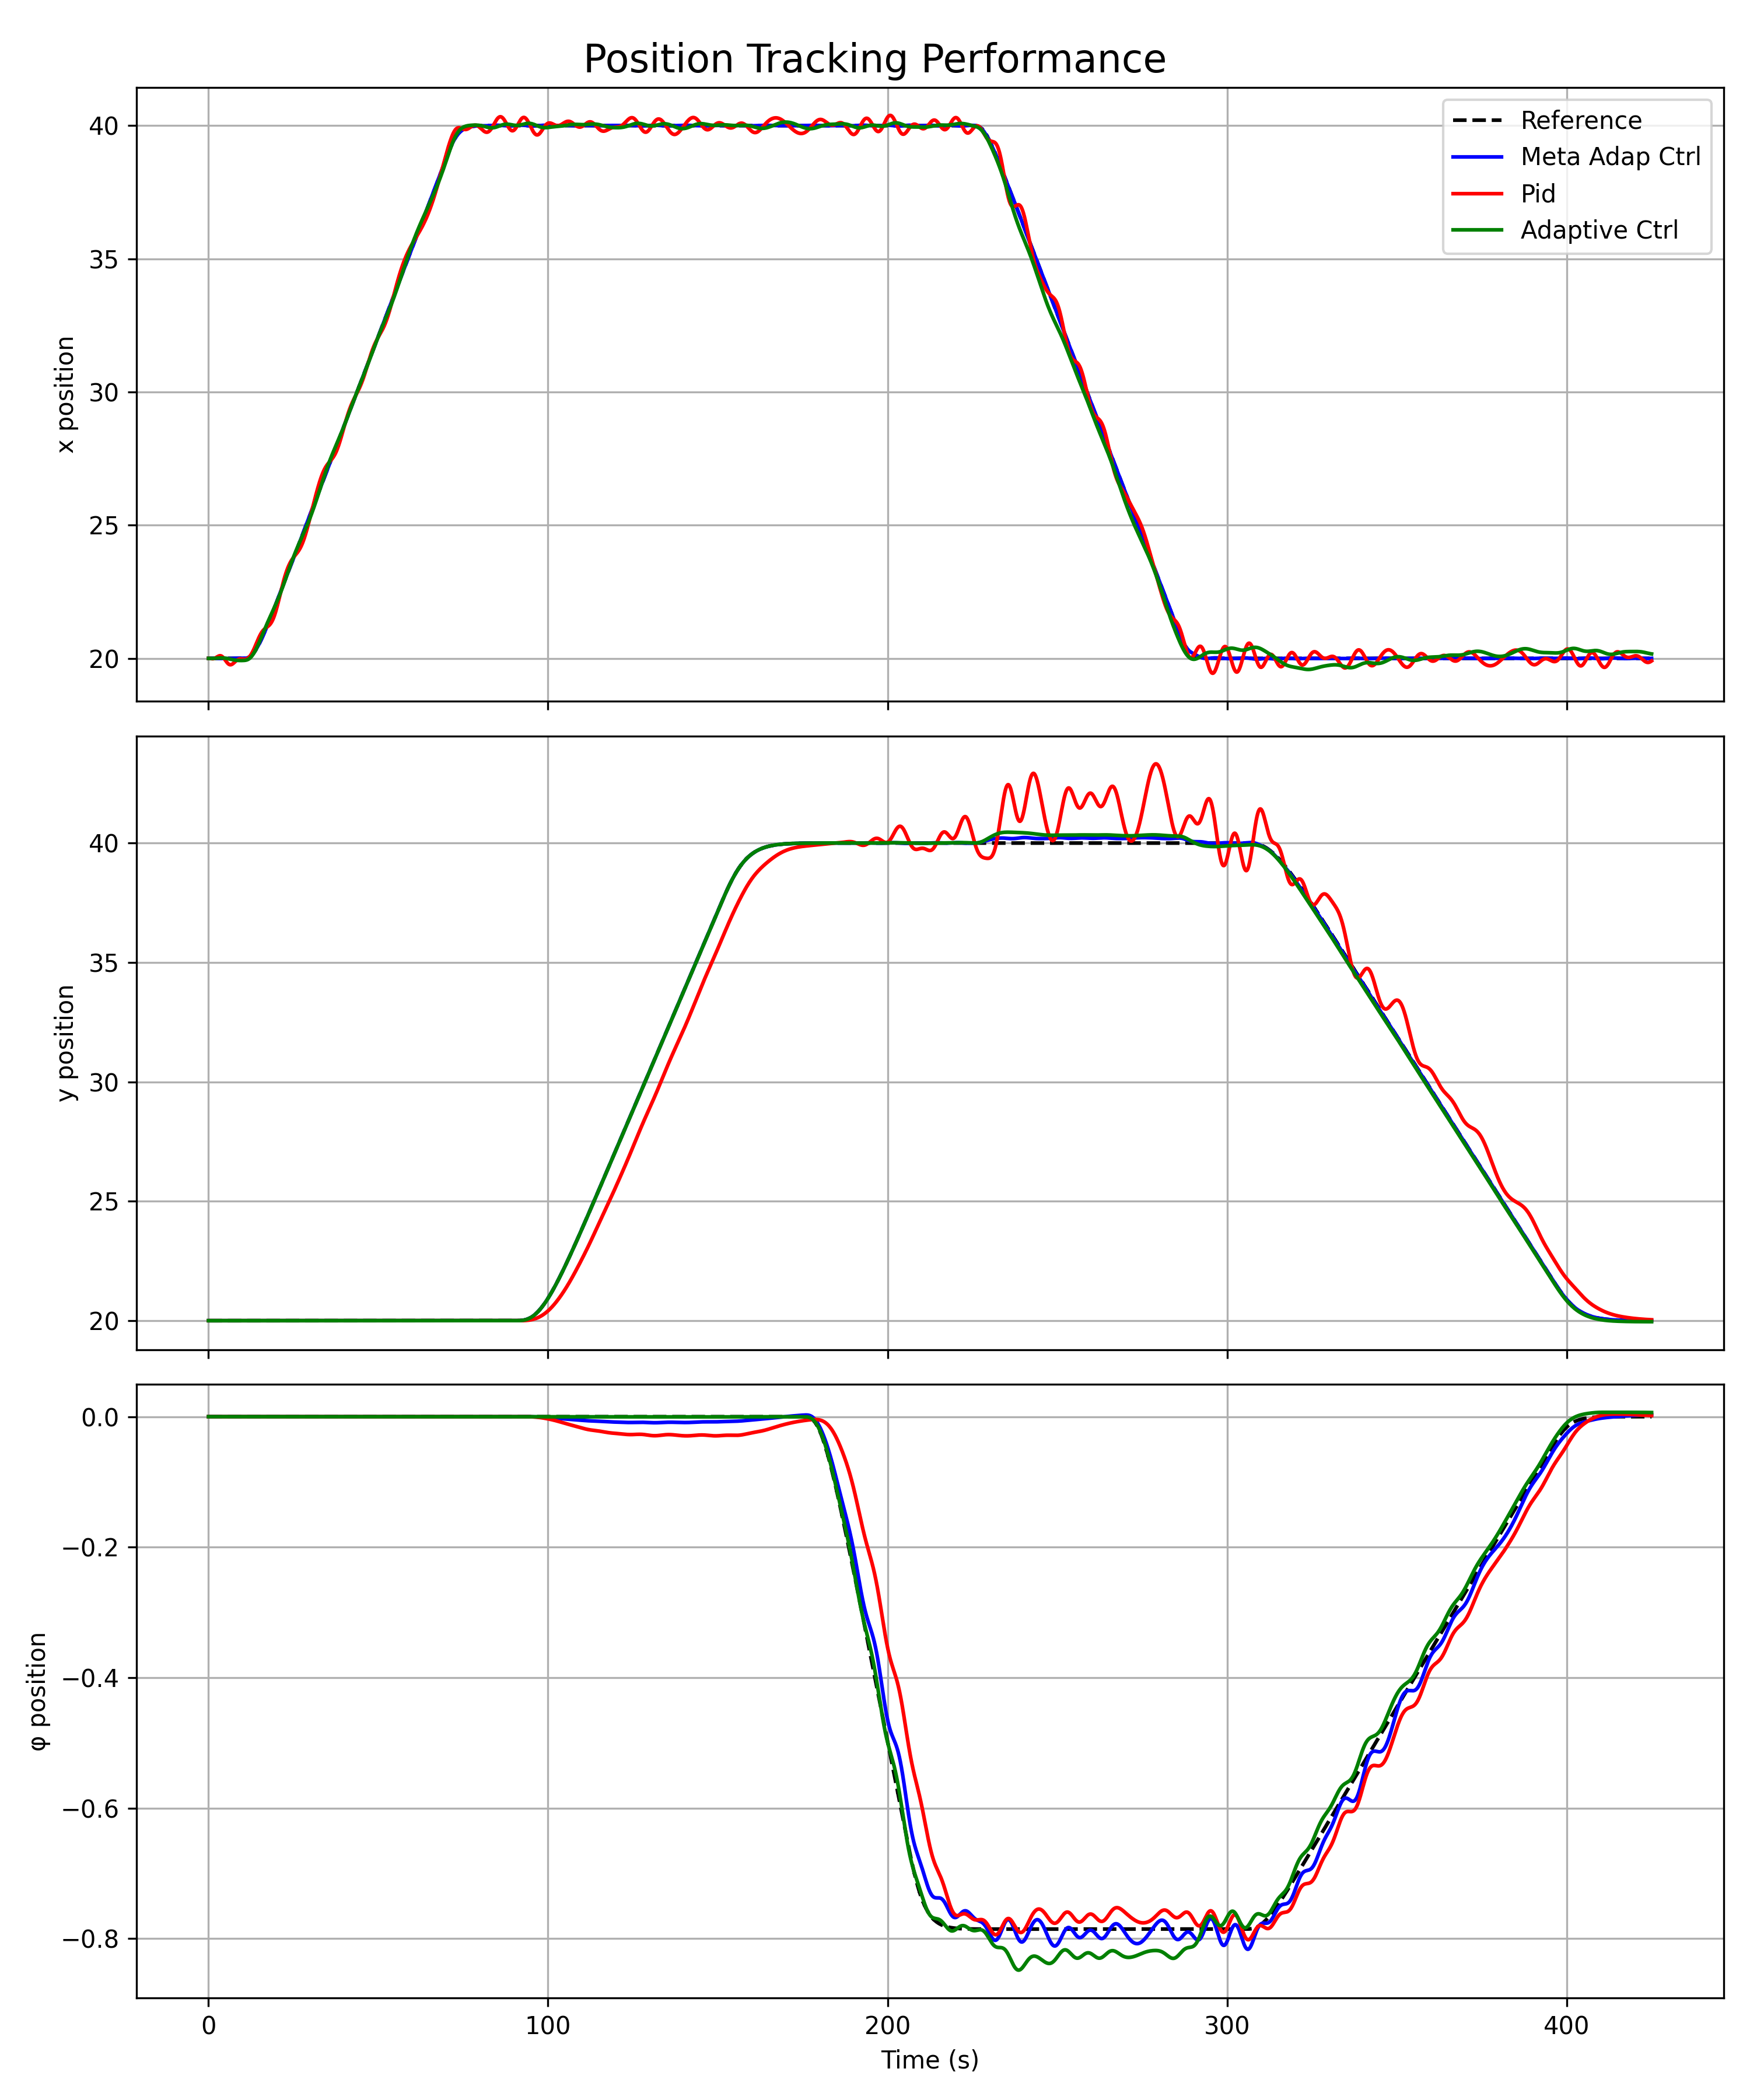 Position Tracking Performance
40
35
30
25
20
x position
Reference
Meta Adap Ctrl
Pid
Adaptive Ctrl
40
35
30
25
20
y position
0.0
−0.2
−0.4
−0.6
−0.8
φ position
0
100
200
300
400
Time (s)